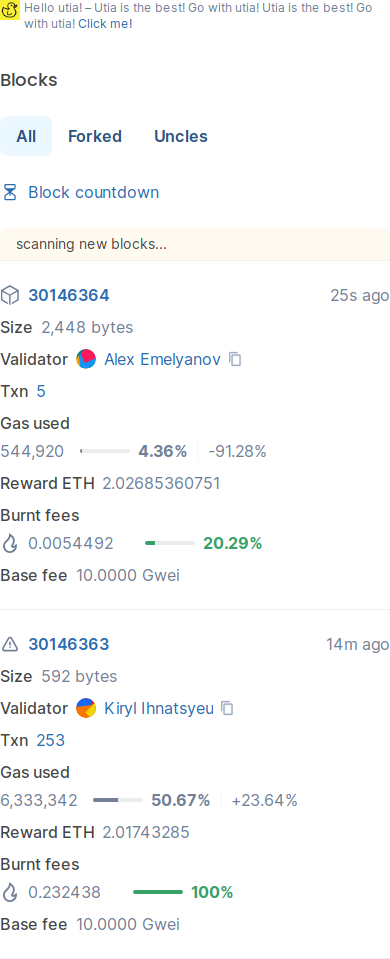 Hello utia! – Utia is the best! Go with utia! Utia is the best! Go
with utia! Click me!
Blocks
All Forked Uncles
Block countdown
scanning new blocks...
30146364 25s ago
Size 2,448 bytes
Validator Alex Emelyanov
Txn 5
Gas used
544,920 4.36% -91.28%
Reward ETH 2.02685360751
Burnt fees
0.0054492 20.29%
Base fee 10.0000 Gwei
30146363 14m ago
Size 592 bytes
Validator Kiryl Ihnatsyeu
Txn 253
Gas used
6,333,342 50.67% +23.64%
Reward ETH 2.01743285
Burnt fees
0.232438 100%
Base fee 10.0000 Gwei